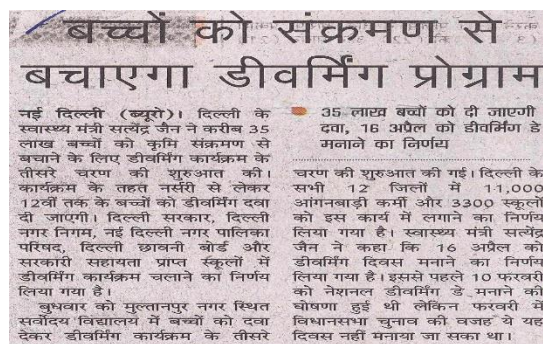 बच्चों को संक्रमण से
बचाएगा डीवर्मिंग प्रोग्राम
नई दिल्ली (ब्यूरो)। दिल्ली के
स्वास्थ्य मंत्री सत्येंद्र जैन ने करीब 35
लाख बच्चों को कृमि संक्रमण से
बचाने के लिए डीवर्मिंग कार्यक्रम के
तीसरे चरण की शुरुआत की।
कार्यक्रम के तहत नर्सरी से लेकर
12वीं तक के बच्चों को डीवर्मिंग दवा
दी जाएगी। दिल्ली सरकार, दिल्ली
नगर निगम, नई दिल्ली नगर पालिका
परिषद, दिल्ली छावनी बोर्ड और
सरकारी सहायता प्राप्त स्कूलों में
डीवर्मिंग कार्यक्रम चलाने का निर्णय
लिया गया है।
बुधवार को मुल्तानपुर नगर स्थित
सर्वोदय विद्यालय में बच्चों को दवा
देकर डीवर्मिंग कार्यक्रम के तीसरे
35 लाख बच्चों को दी जाएगी
दवा, 16 अप्रैल को डीवर्मिंग डे
मनाने का निर्णय
चरण की शुरुआत की गई। दिल्ली के
सभी 12 जिलों में 11,000
आंगनबाड़ी कर्मी और 3300 स्कूलों
को इस कार्य में लगाने का निर्णय
लिया गया है। स्वास्थ्य मंत्री सत्येंद्र
जैन ने कहा कि 16 अप्रैल को
डीवर्मिंग दिवस मनाने का निर्णय
लिया गया है। इससे पहले 10 फरवरी
को नेशनल डीवर्मिंग डे मनाने की
घोषणा हुई थी लेकिन फरवरी में
विधानसभा चुनाव की वजह ये यह
दिवस नहीं मनाया जा सका था।